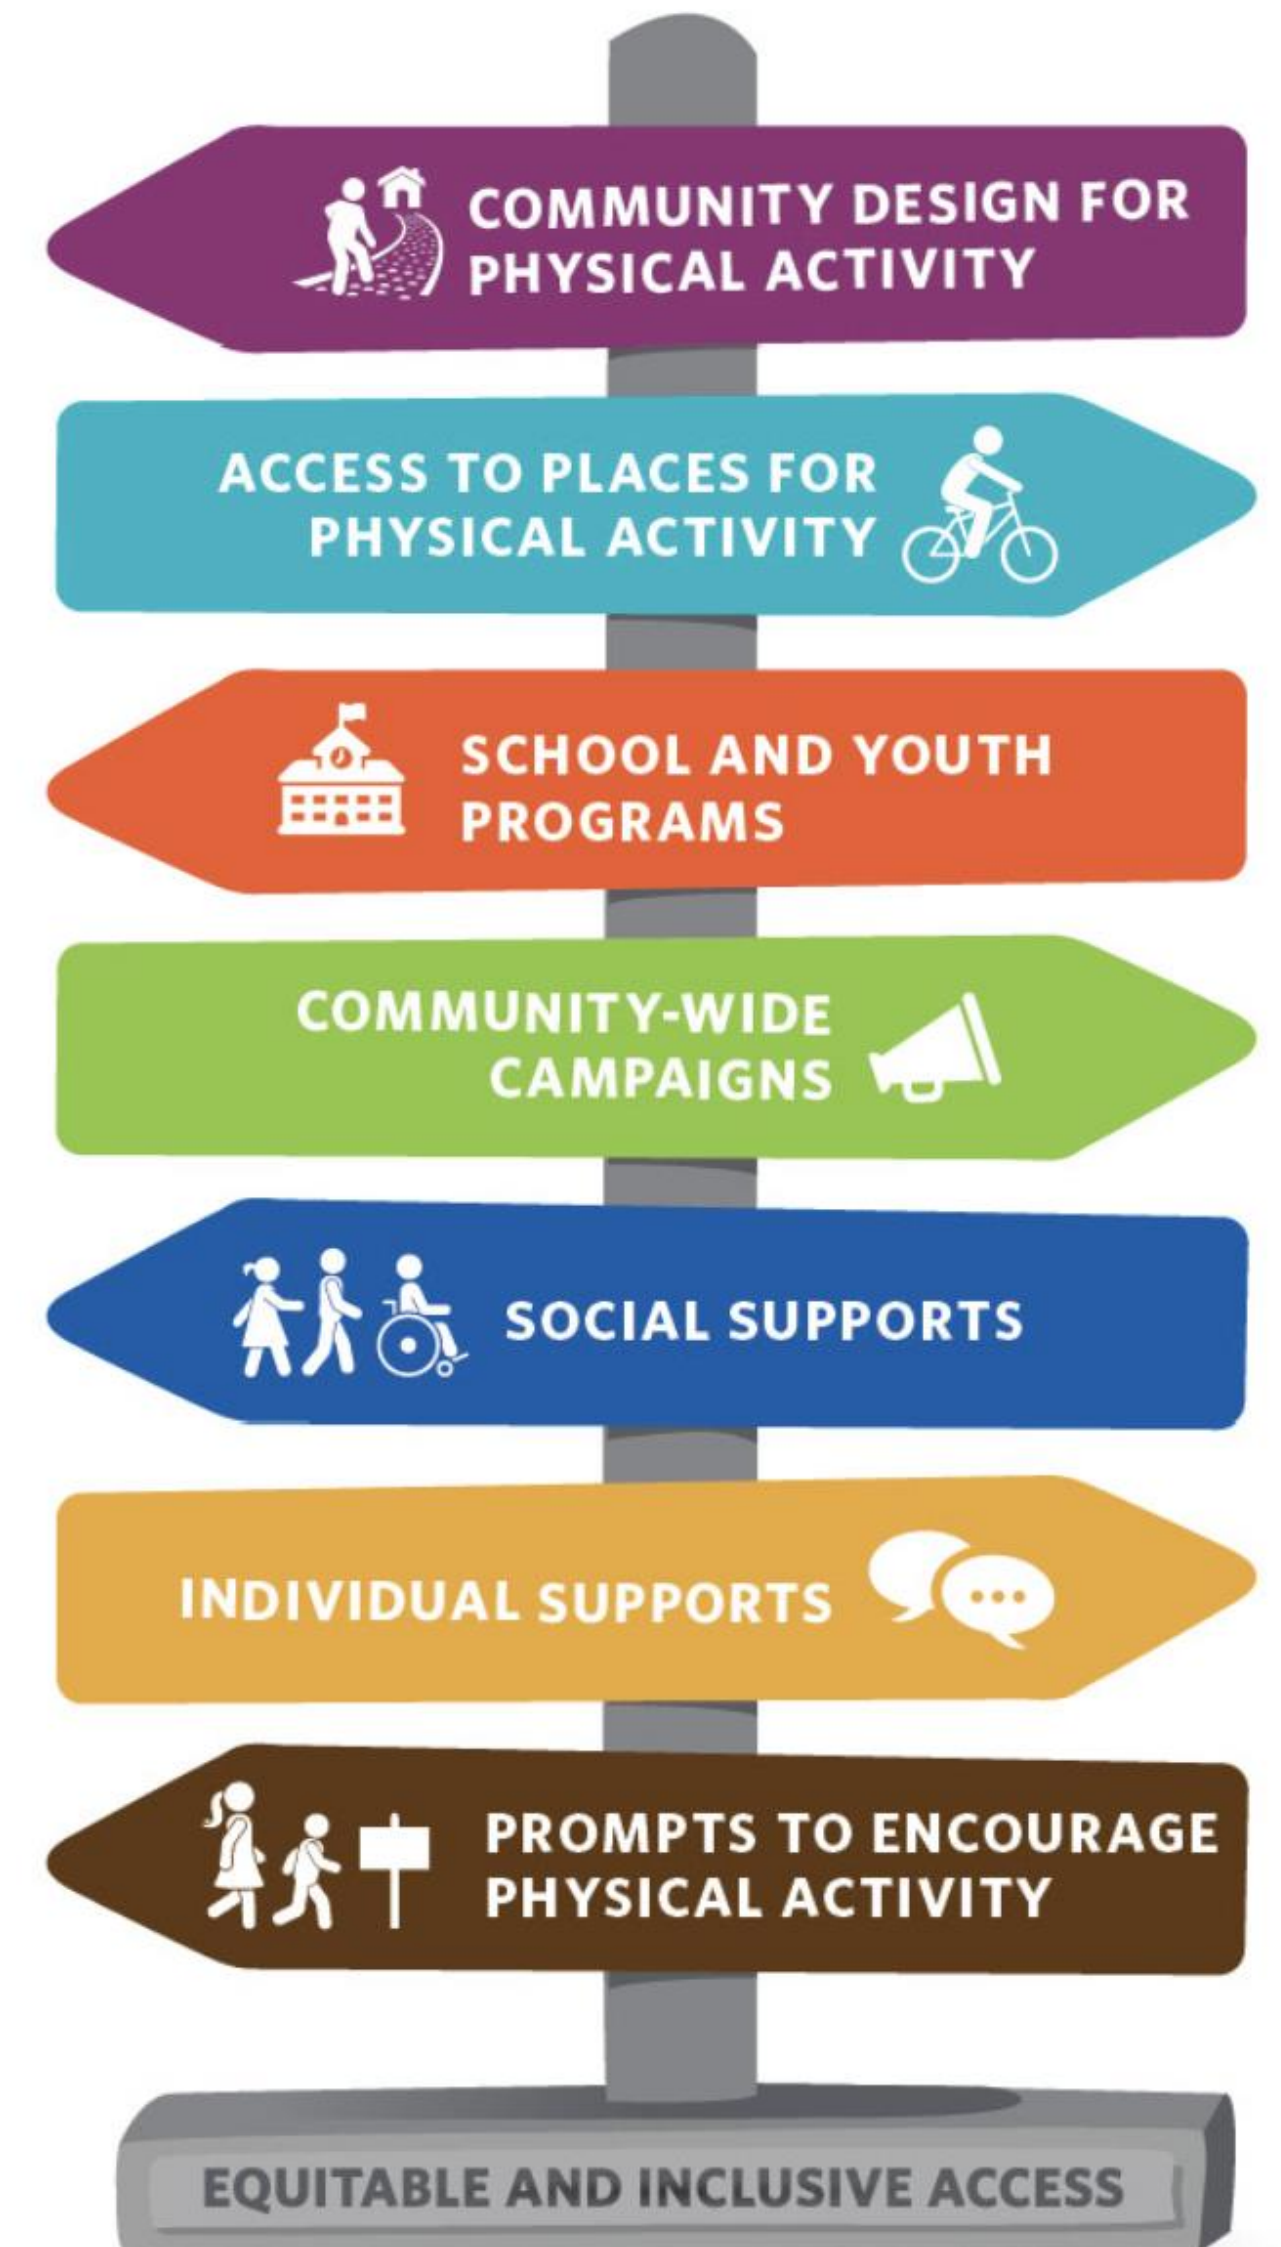 COMMUNITY DESIGN FOR
PHYSICAL ACTIVITY
ACCESS TO PLACES FOR
PHYSICAL ACTIVITY
SCHOOL AND YOUTH
PROGRAMS
COMMUNITY-WIDE
CAMPAIGNS
SOCIAL SUPPORTS
INDIVIDUAL SUPPORTS
PROMPTS TO ENCOURAGE
PHYSICAL ACTIVITY
EQUITABLE AND INCLUSIVE ACCESS